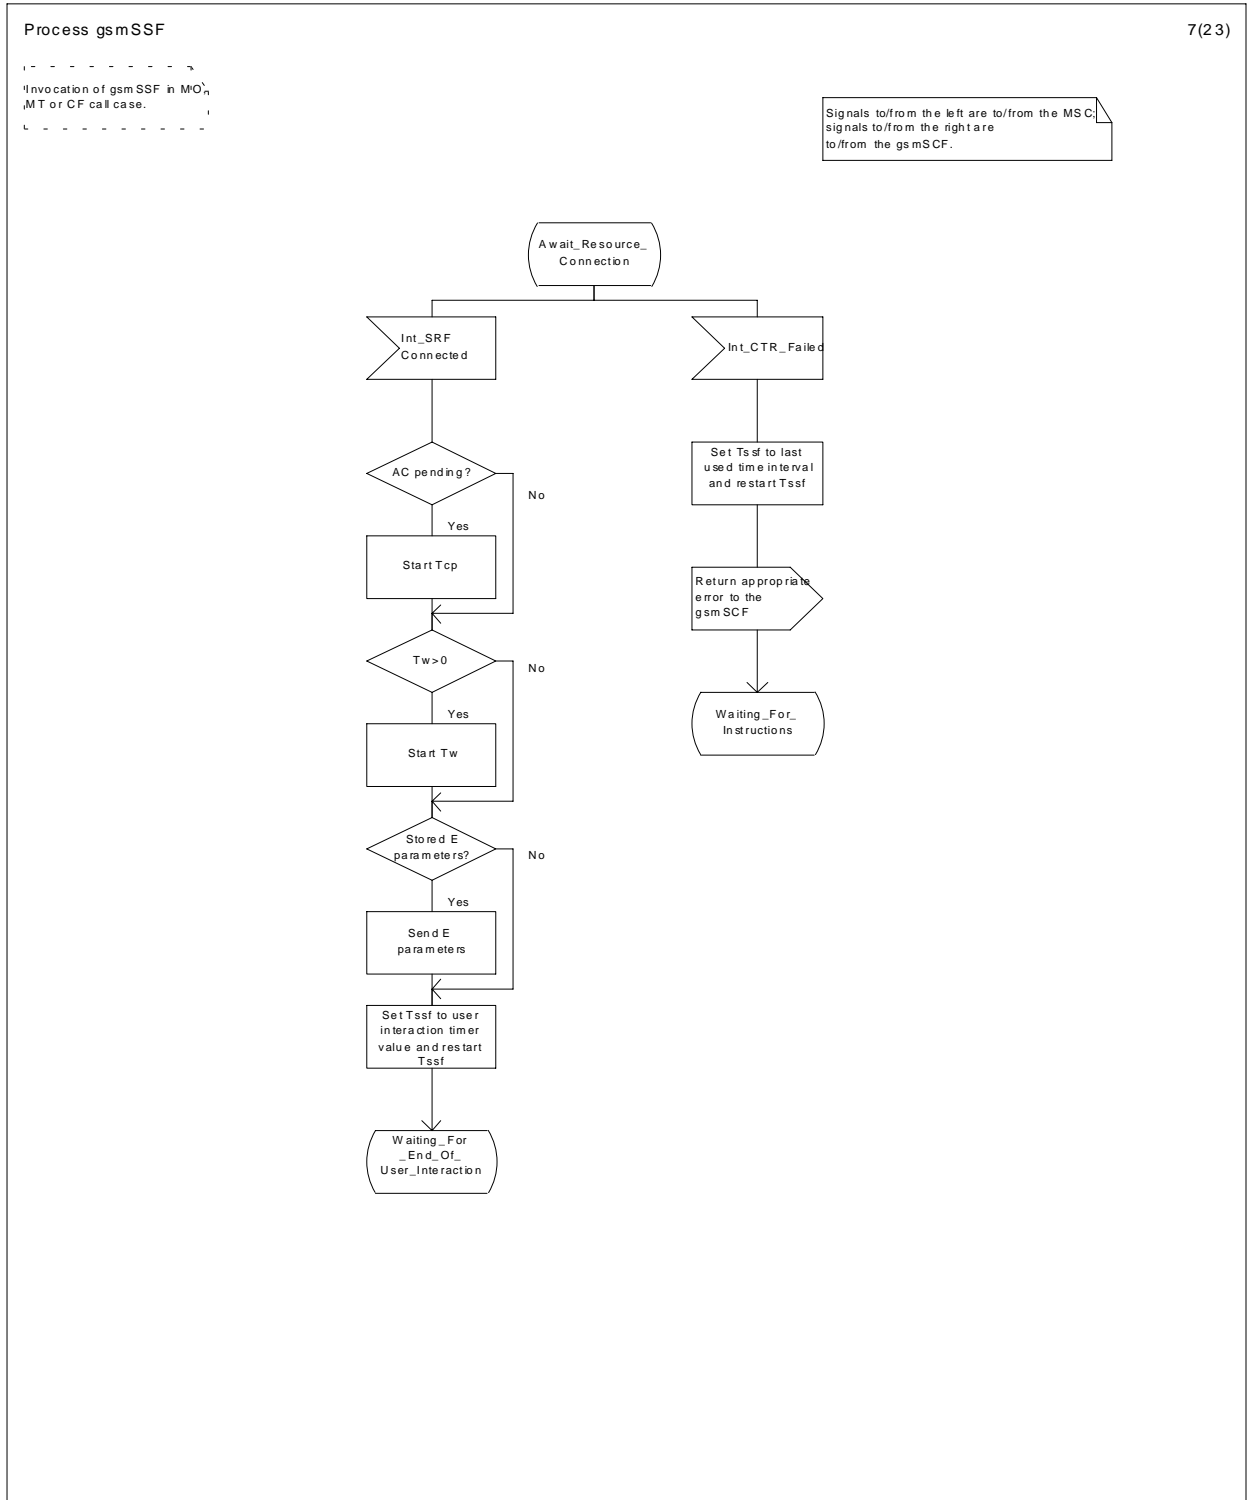 Process gsmSSF
7(23)
Invocation of gsmSSF in MO,
MT or CF call case.
Signals to/from the left are to/from the MSC;
signals to/from the right are
to/from the gsmSCF.
Await_Resource_
Connection
Int_SRF
Connected
Int_CTR_Failed
AC pending?
No
Yes
Start Tcp
Set Tssf to last
used time interval
and restart Tssf
Return appropriate
error to the
gsmSCF
Tw>0
No
Yes
Start Tw
Waiting_For_
Instructions
Stored E
parameters?
No
Yes
Send E
parameters
Set Tssf to user
interaction timer
value and restart
Tssf
Waiting_For
_End_Of_
User_Interaction